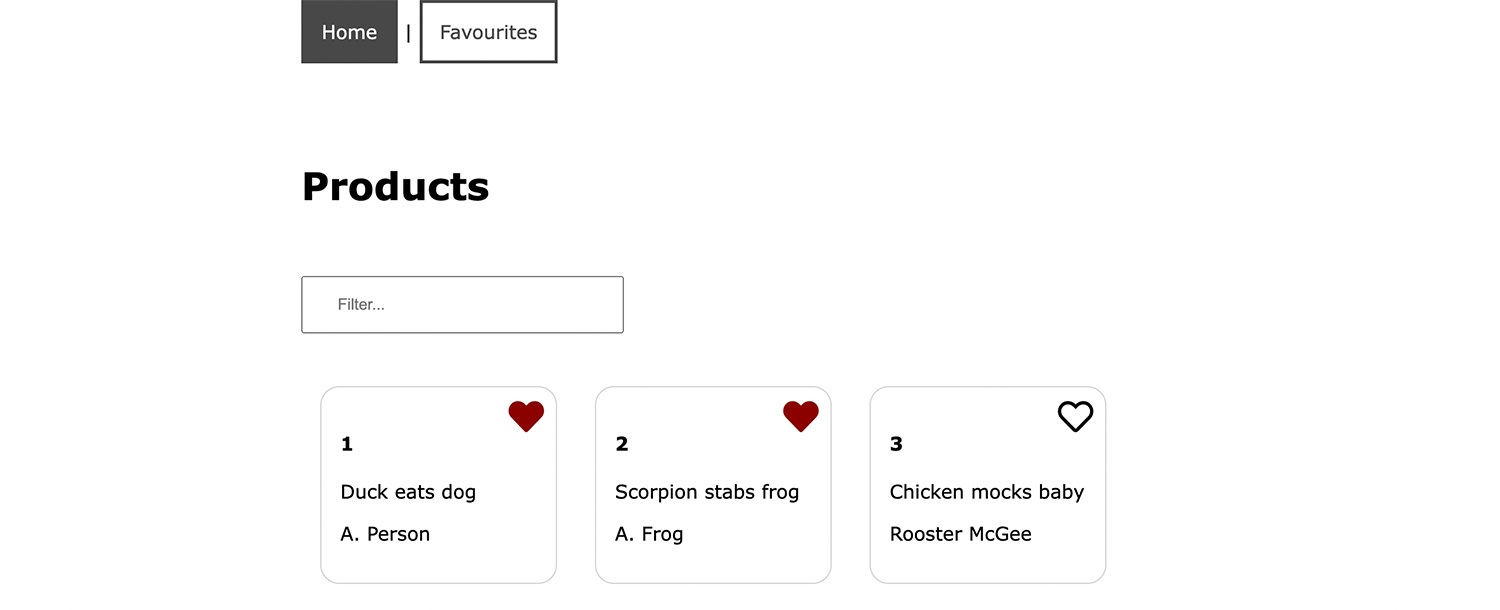 Home | Favourites
Products
Filter...
1
Duck eats dog
A. Person
2
Scorpion stabs frog
A. Frog
3
Chicken mocks baby
Rooster McGee